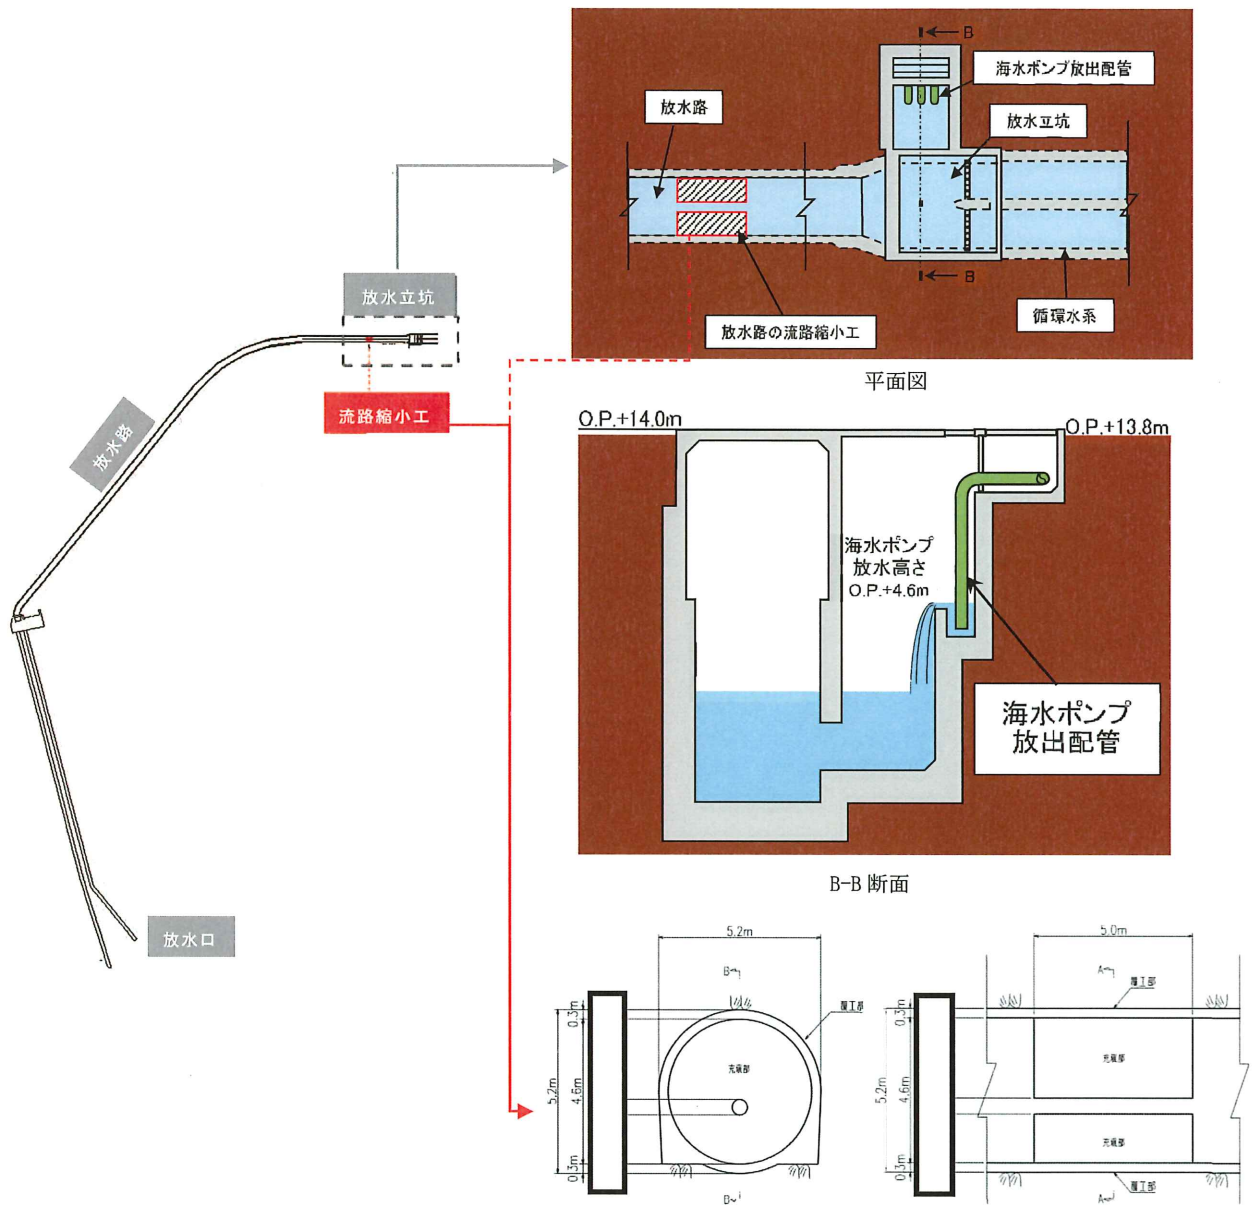 B
海水ポンプ放出配管
放水路
放水立坑
B
循環水系
放水路の流路縮小工
平面図
放水立坑
流路縮小工
放水路
放水口
O.P.+14.0m
O.P.+13.8m
海水ポンプ
放水高さ
O.P.+4.6m
海水ポンプ
放出配管
B-B 断面
5.2m
B
覆工部
0.3m
5.2m
4.6m
0.3m
充填部
B
5.0m
A
覆工部
0.3m
5.2m
4.6m
0.3m
充填部
充填部
覆工部
A